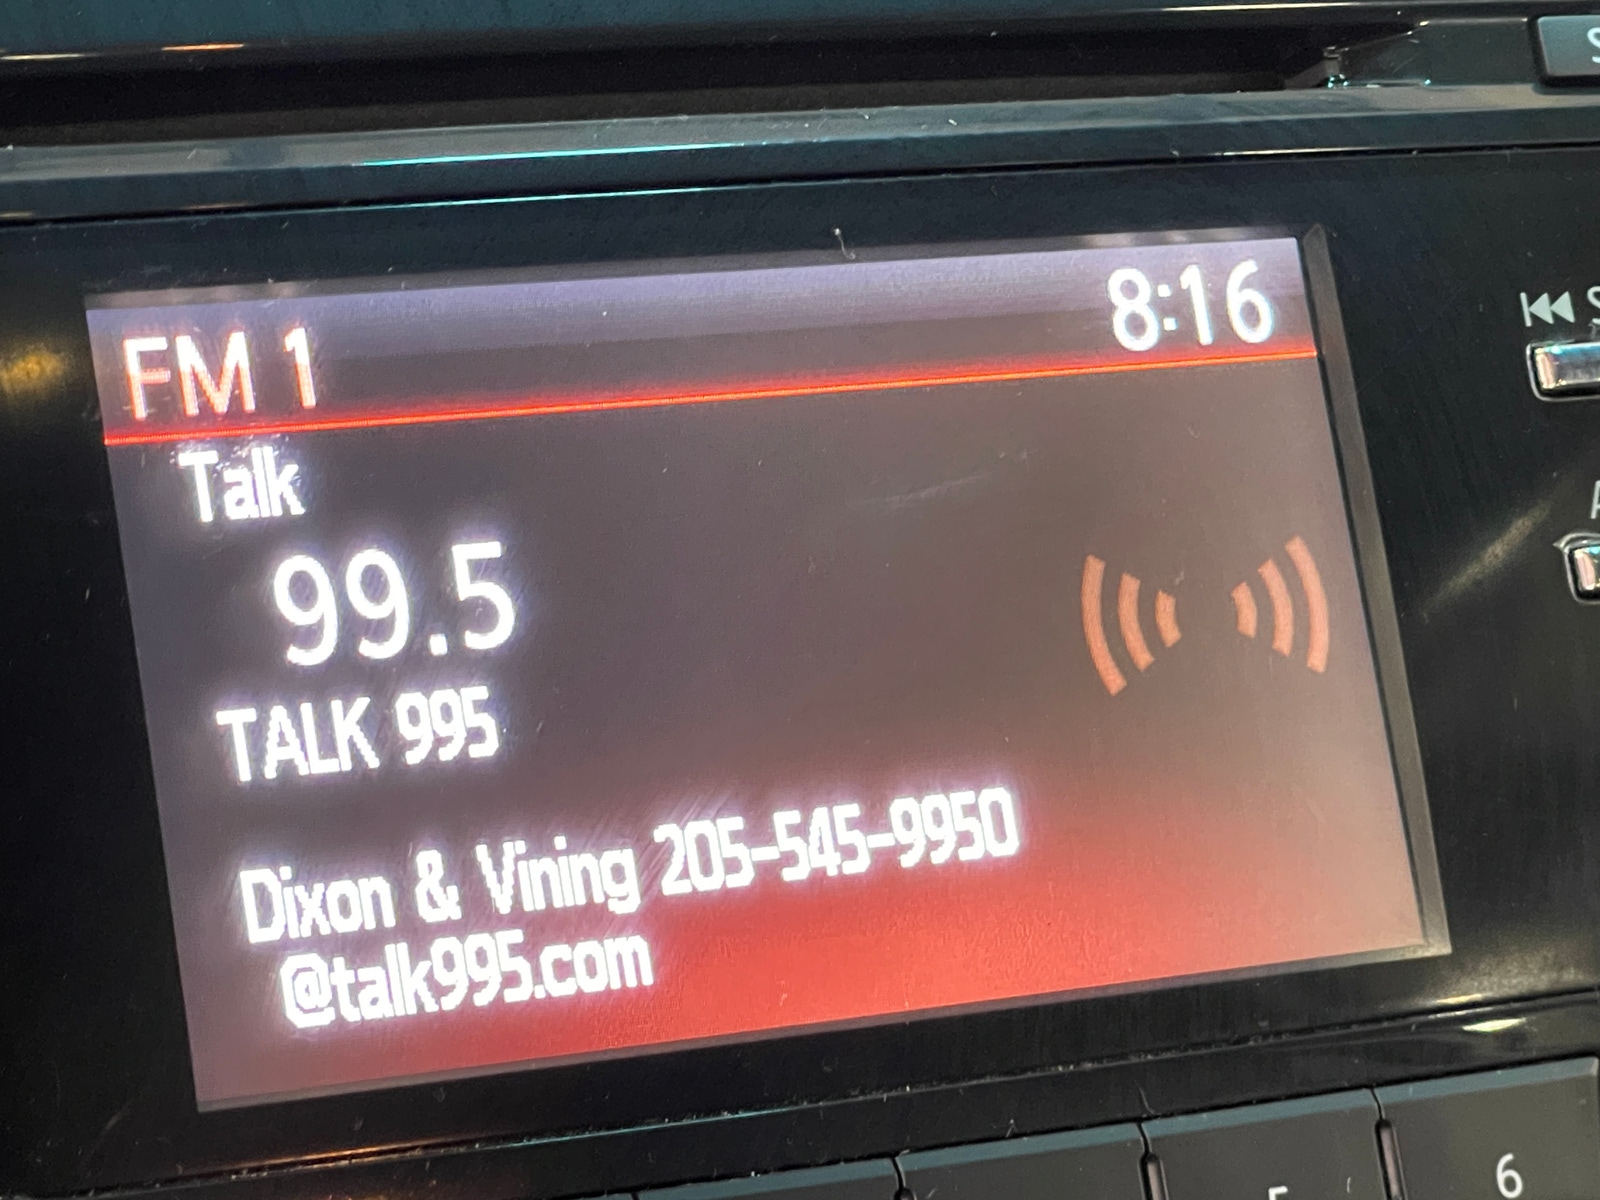 FM 1
8:16
Talk
99.5
TALK 995
Dixon & Vining 205-545-9950
@talk995.com
6